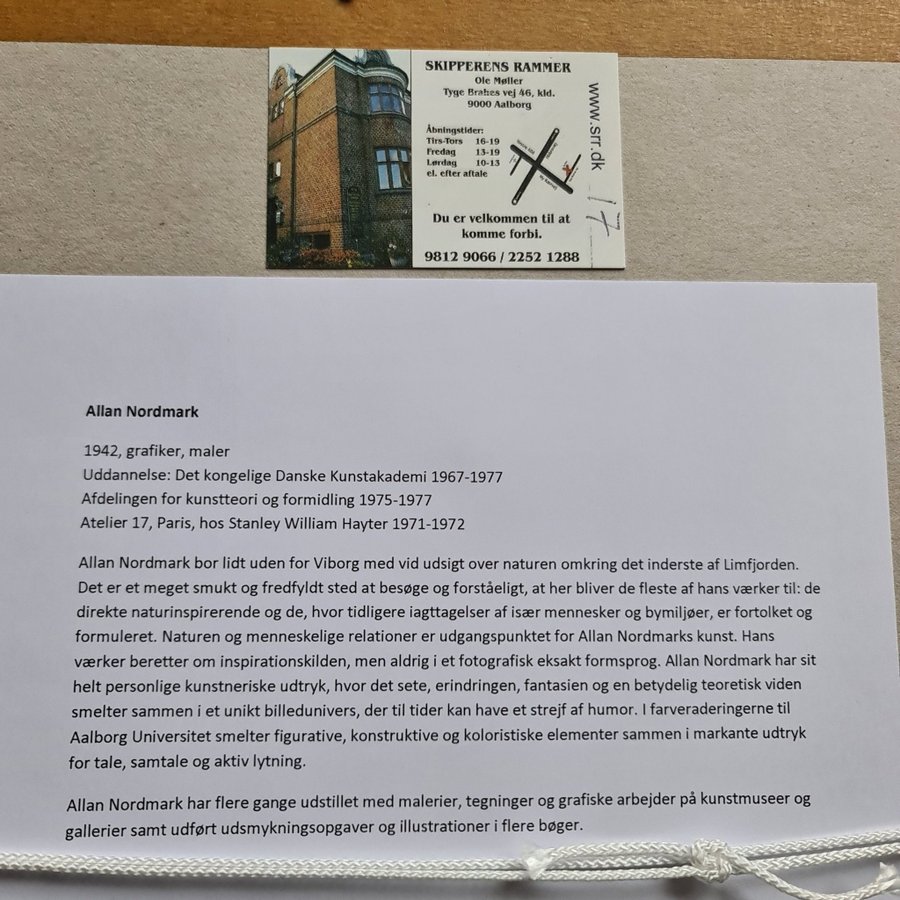 SKIPPERENS RAMMER
Ole Møller
Tyge Brahes vej 46, kld.
9000 Aalborg
Åbningstider:
Tirs-Tors 16-19
Fredag 13-19
Lørdag 10-13
el. efter aftale
Du er velkommen til at
komme forbi.
9812 9066 / 2252 1288
www.srr.dk
17
Allan Nordmark
1942, grafiker, maler
Uddannelse: Det kongelige Danske Kunstakademi 1967-1977
Afdelingen for kunstteori og formidling 1975-1977
Atelier 17, Paris, hos Stanley William Hayter 1971-1972
Allan Nordmark bor lidt uden for Viborg med vid udsigt over naturen omkring det inderste af Limfjorden.
Det er et meget smukt og fredfyldt sted at besøge og forståeligt, at her bliver de fleste af hans værker til: de
direkte naturinspirerende og de, hvor tidligere iagttagelser af især mennesker og bymiljøer, er fortolket og
formuleret. Naturen og menneskelige relationer er udgangspunktet for Allan Nordmarks kunst. Hans
værker beretter om inspirationskilden, men aldrig i et fotografisk eksakt formsprog. Allan Nordmark har sit
helt personlige kunstneriske udtryk, hvor det sete, erindringen, fantasien og en betydelig teoretisk viden
smelter sammen i et unikt billedunivers, der til tider kan have et strejf af humor. I farveraderingerne til
Aalborg Universitet smelter figurative, konstruktive og koloristiske elementer sammen i markante udtryk
for tale, samtale og aktiv lytning.
Allan Nordmark har flere gange udstillet med malerier, tegninger og grafiske arbejder på kunstmuseer og
gallerier samt udført udsmykningsopgaver og illustrationer i flere bøger.